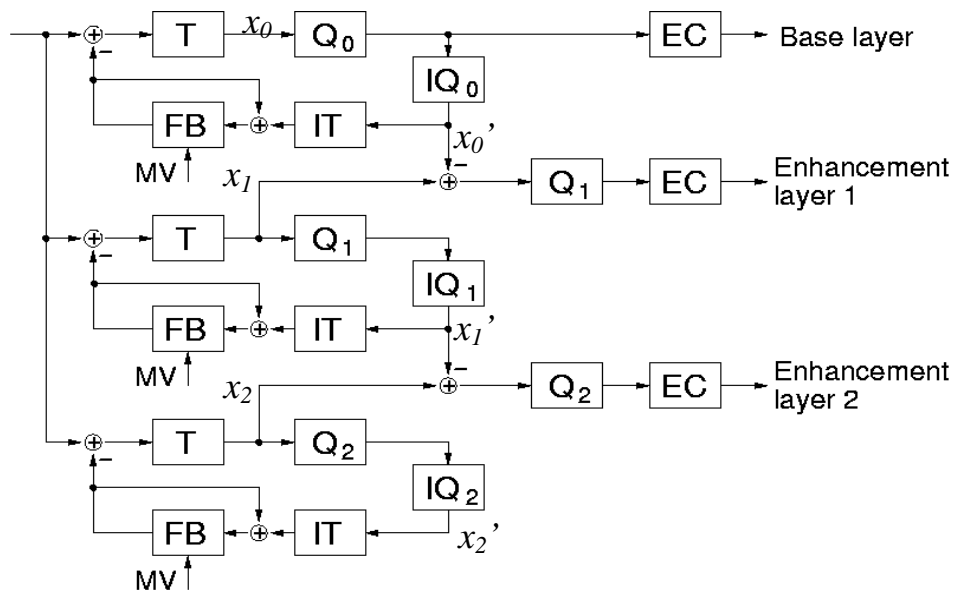 T x₀ Q₀ EC Base layer
IQ₀
FB IT x₀’
MV
x₁ Q₁ EC Enhancement layer 1
T Q₁
IQ₁
FB IT x₁’
MV
x₂ Q₂ EC Enhancement layer 2
T Q₂
IQ₂
FB IT x₂’
MV